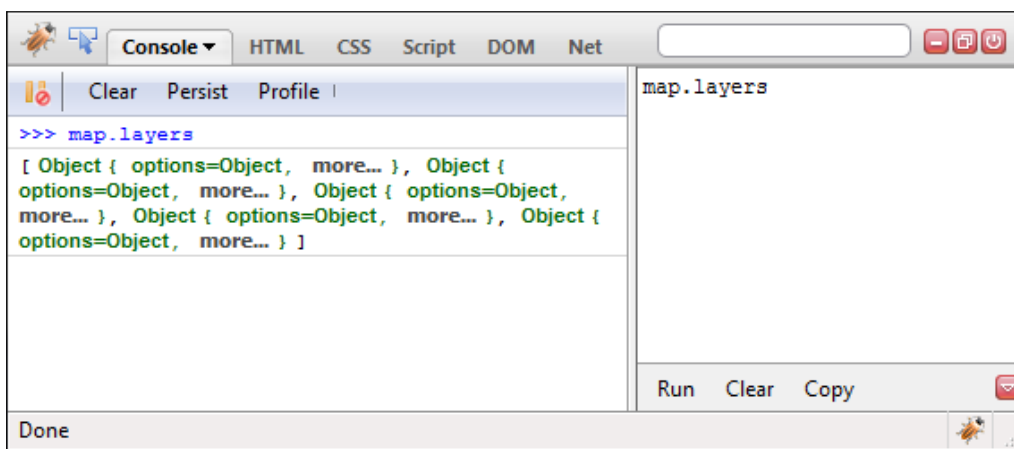 Console ▾ HTML CSS Script DOM Net
Clear Persist Profile
>>> map.layers
[ Object { options=Object, more... }, Object {
options=Object, more... }, Object { options=Object,
more... }, Object { options=Object, more... }, Object {
options=Object, more... } ]
map.layers
Run Clear Copy
Done